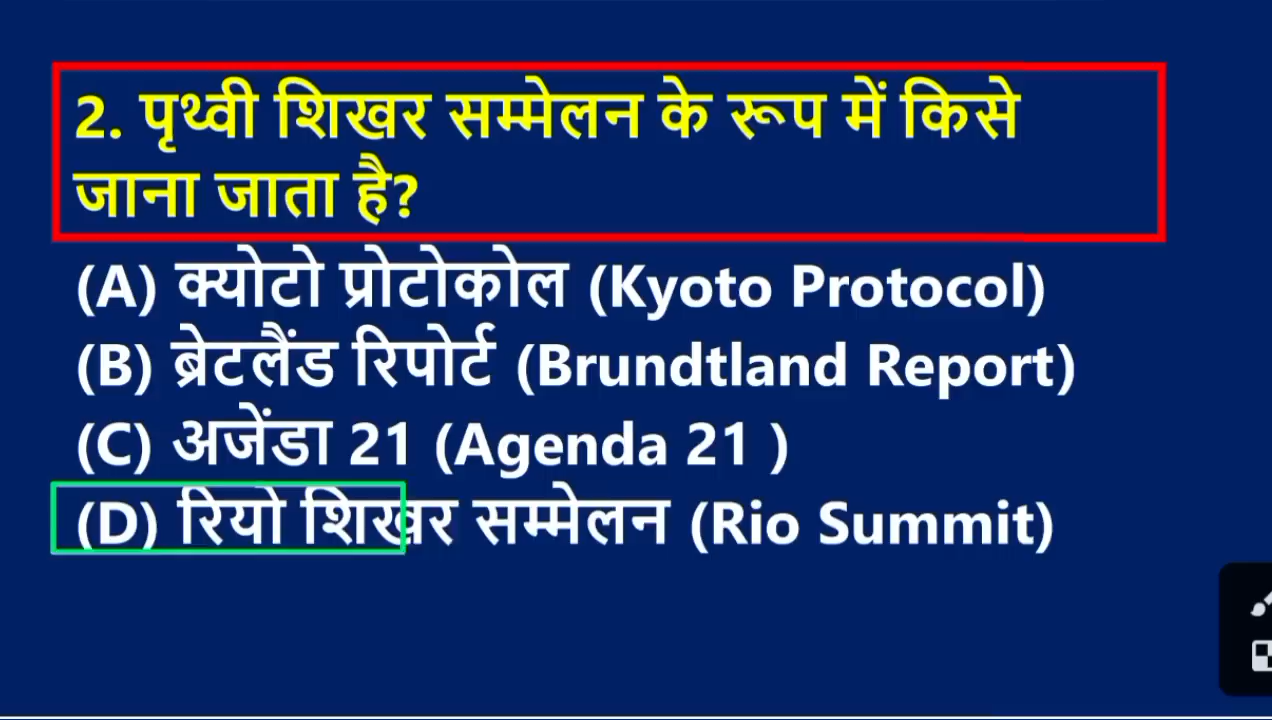 2. पृथ्वी शिखर सम्मेलन के रूप में किसे
जाना जाता है?
(A) क्योटो प्रोटोकोल (Kyoto Protocol)
(B) ब्रेटलैंड रिपोर्ट (Brundtland Report)
(C) अजेंडा 21 (Agenda 21 )
(D) रियो शिखर सम्मेलन (Rio Summit)